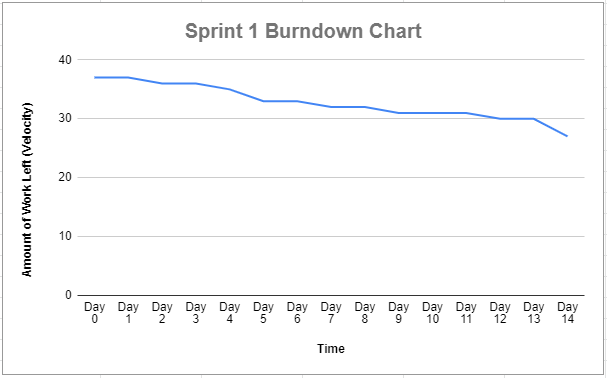 Sprint 1 Burndown Chart
Amount of Work Left (Velocity)
40
30
20
10
0
Day Day Day Day Day Day Day Day Day Day Day Day Day Day Day
0 1 2 3 4 5 6 7 8 9 10 11 12 13 14
Time